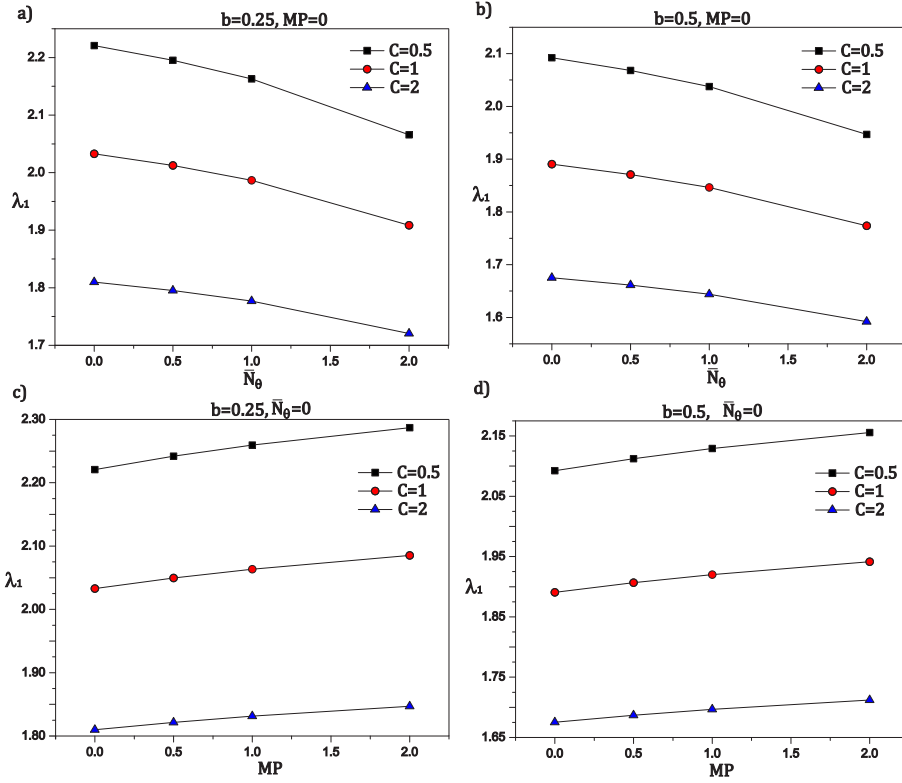 a)
b=0.25, MP=0
2.2
2.1
2.0
1.9
1.8
1.7
λ₁
C=0.5
C=1
C=2
0.0 0.5 1.0 1.5 2.0
N̅θ
b)
b=0.5, MP=0
2.1
2.0
1.9
1.8
1.7
1.6
λ₁
C=0.5
C=1
C=2
0.0 0.5 1.0 1.5 2.0
N̅θ
c)
b=0.25, N̅θ=0
2.30
2.20
2.10
2.00
1.90
1.80
λ₁
C=0.5
C=1
C=2
0.0 0.5 1.0 1.5 2.0
MP
d)
b=0.5, N̅θ=0
2.15
2.05
1.95
1.85
1.75
1.65
λ₁
C=0.5
C=1
C=2
0.0 0.5 1.0 1.5 2.0
MP